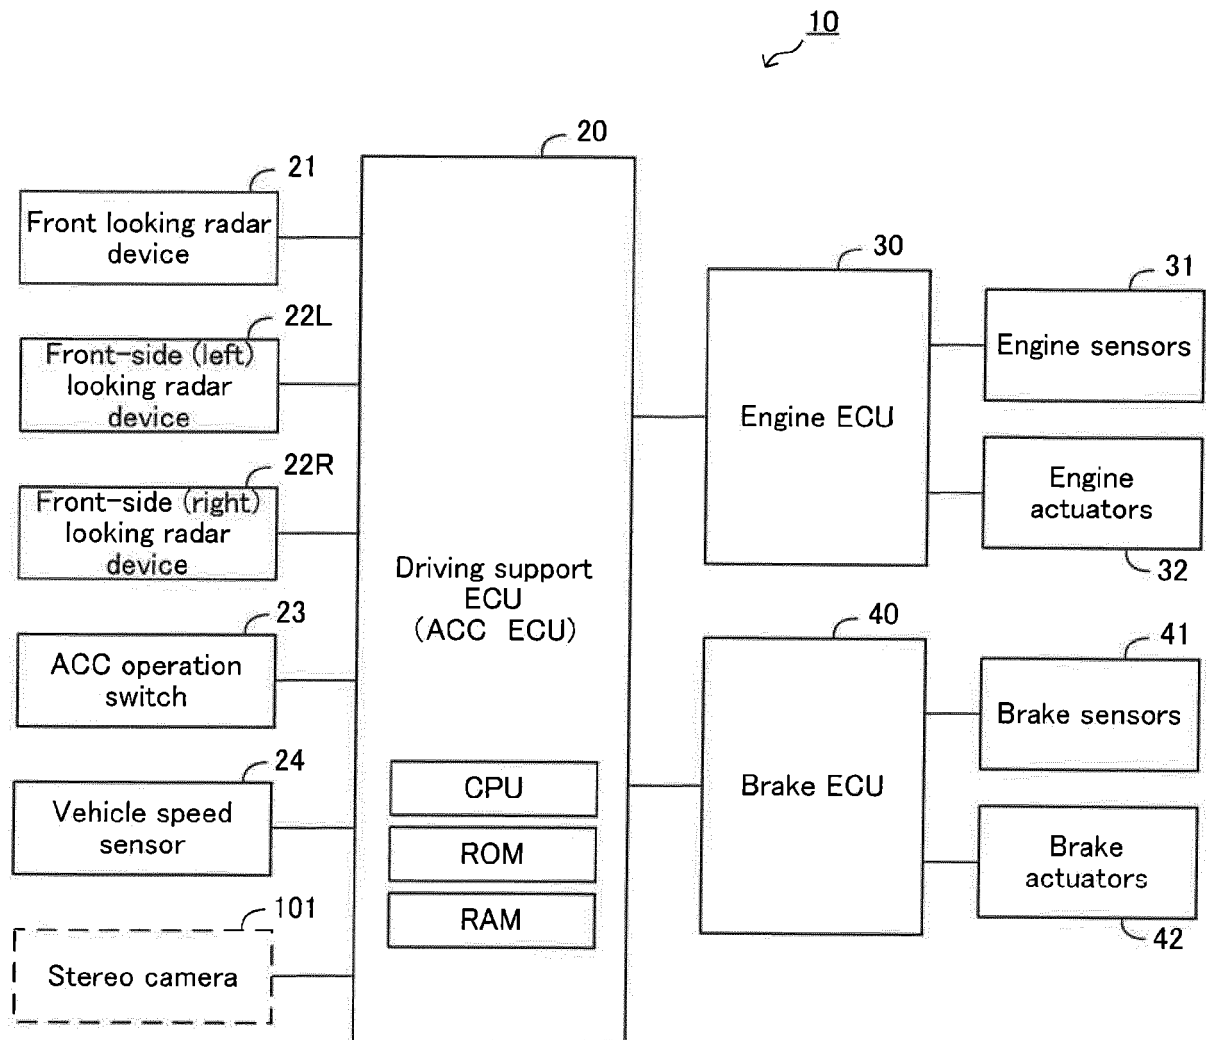 10
20
21
Front looking radar
device
22L
Front-side (left)
looking radar
device
22R
Front-side (right)
looking radar
device
23
ACC operation
switch
24
Vehicle speed
sensor
101
Stereo camera
Driving support
ECU
(ACC ECU)
CPU
ROM
RAM
30
Engine ECU
31
Engine sensors
Engine
actuators
32
40
Brake ECU
41
Brake sensors
Brake
actuators
42